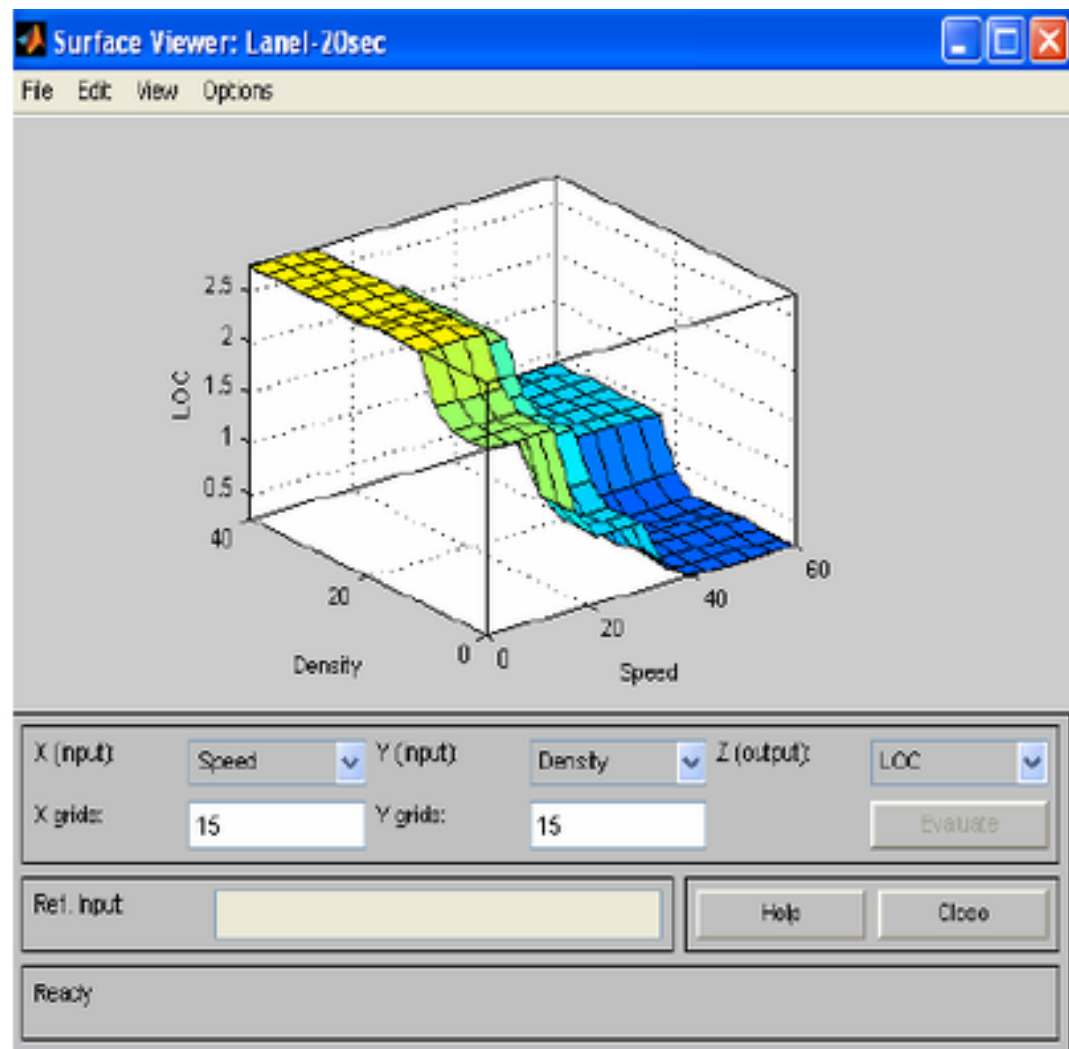 Surface Viewer: Lane1-20sec
File Edit View Options
2.5
2
1.5
1
0.5
LOC
40
20
0
Density
0
20
40
60
Speed
X (input): Speed Y (input): Density Z (output): LOC
X grids: 15 Y grids: 15 Evaluate
Ref. Input: Help Close
Ready